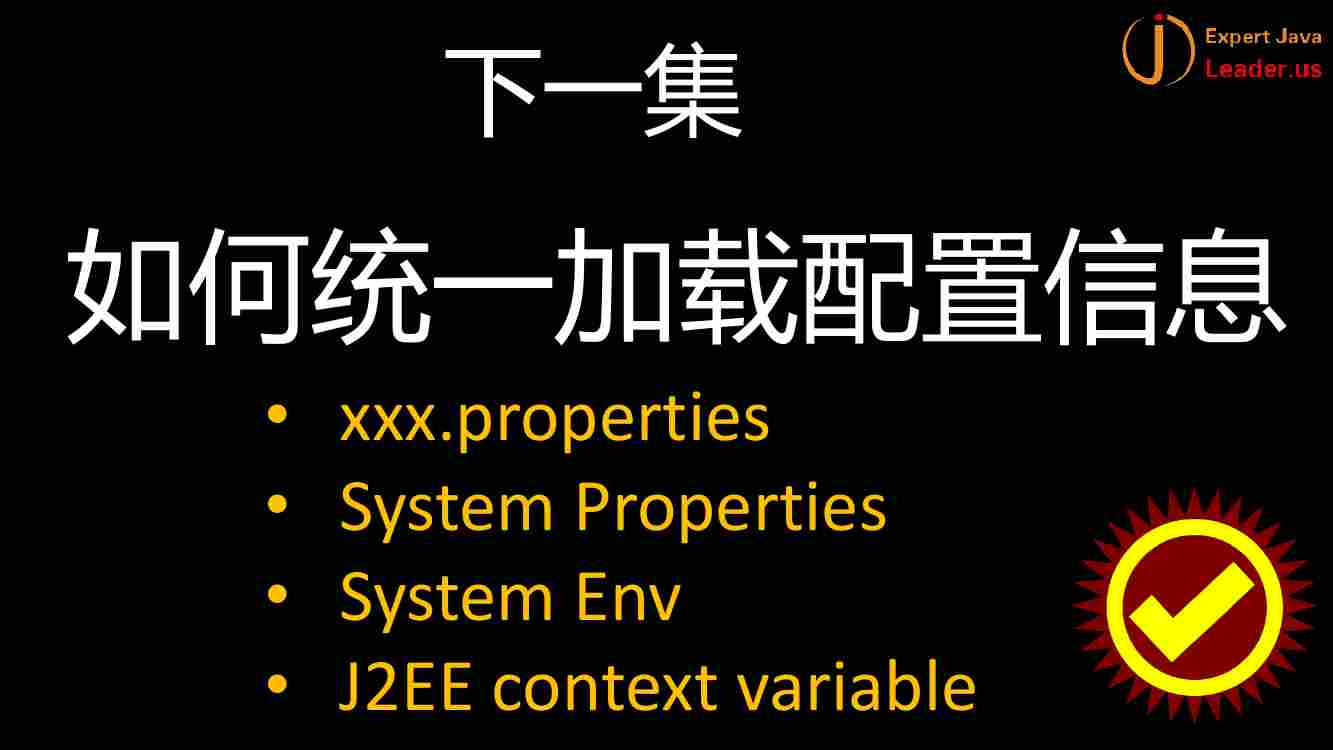 下一集
Expert Java
Leader.us
如何统一加载配置信息
• xxx.properties
• System Properties
• System Env
• J2EE context variable